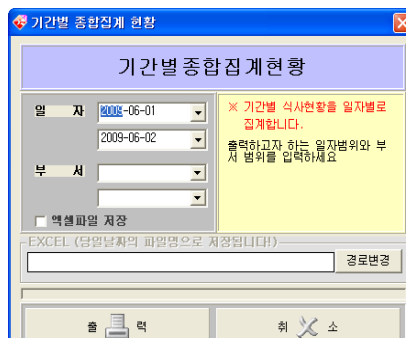 기간별 종합집계 현황
기간별종합집계현황
일 자 2009-06-01
2009-06-02
부 서
엑셀파일 저장
※ 기간별 식사현황을 일자별로
집계합니다.
출력하고자 하는 일자범위와 부
서 범위를 입력하세요
EXCEL (당일날짜의 파일명으로 저장됩니다!)
경로변경
출 력
취 소